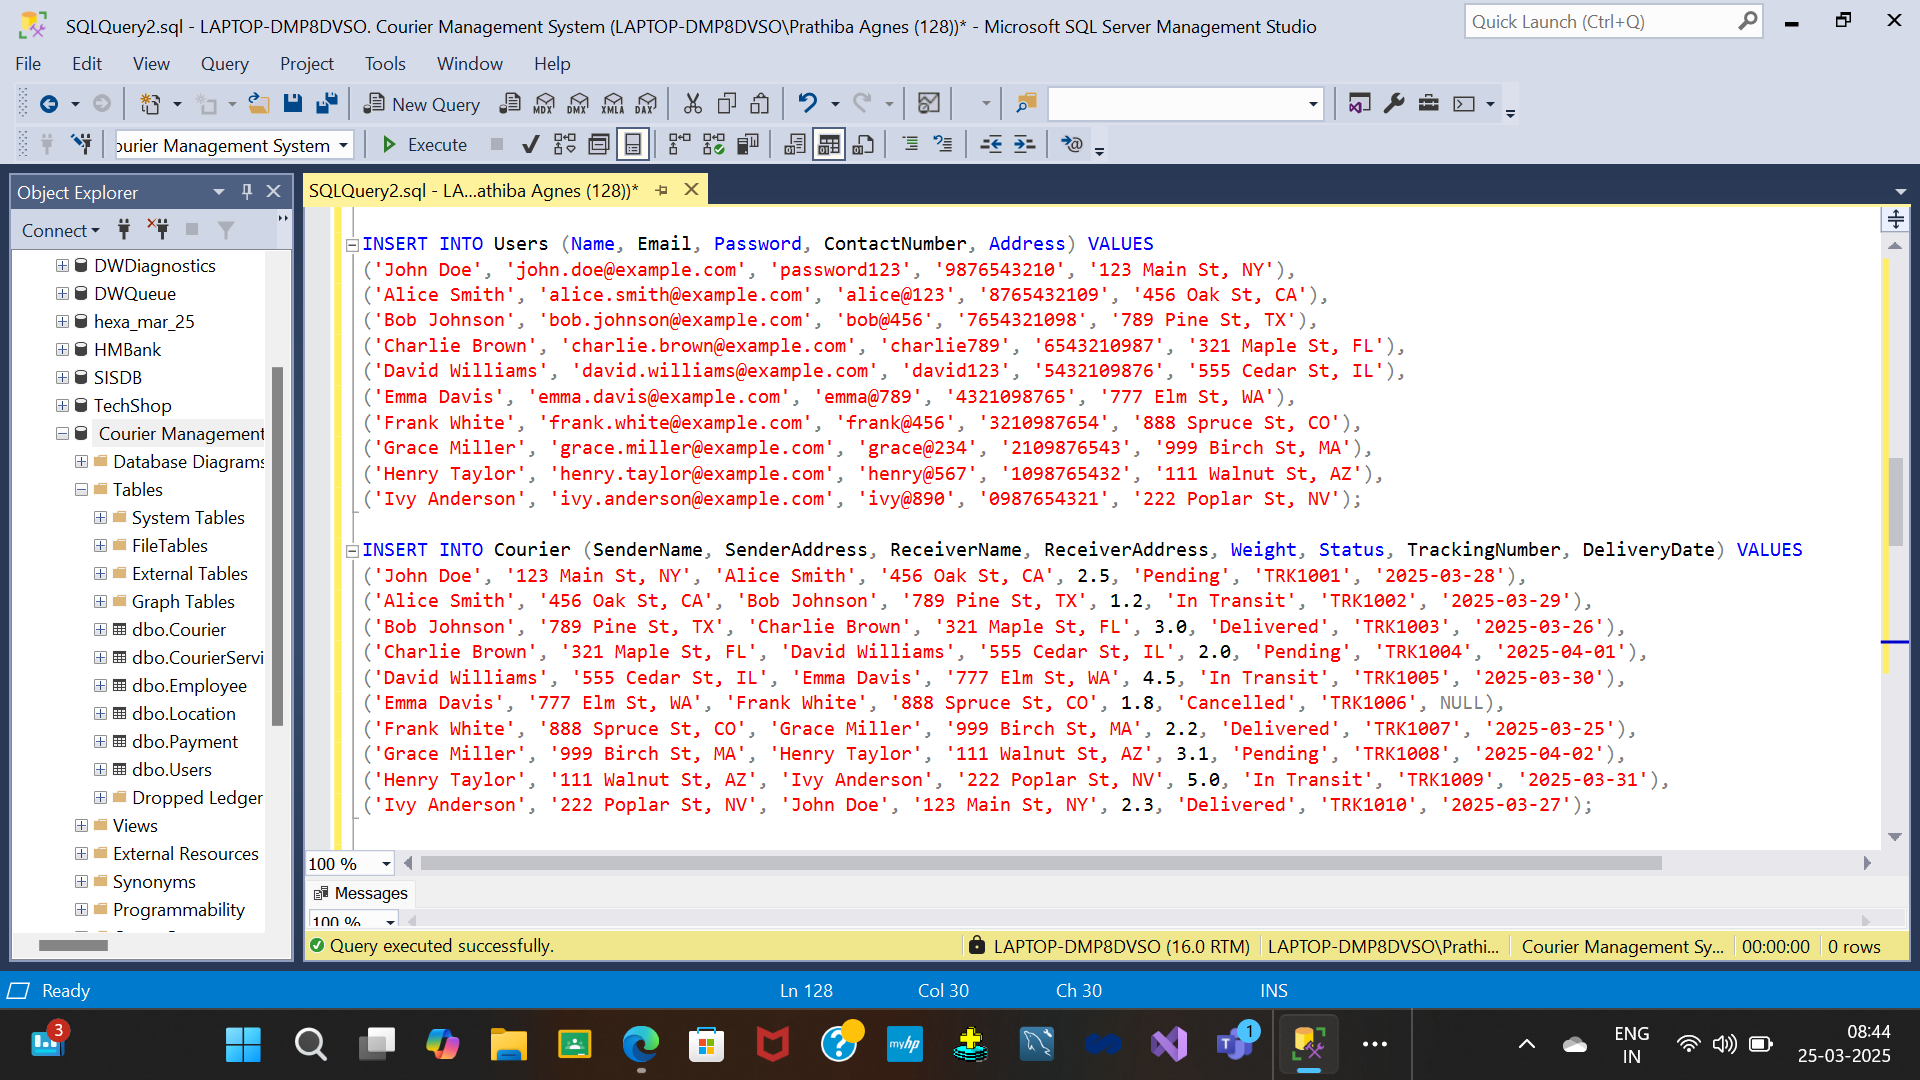 SQLQuery2.sql - LAPTOP-DMP8DVSO. Courier Management System (LAPTOP-DMP8DVSO\Prathiba Agnes (128))* - Microsoft SQL Server Management Studio
Quick Launch (Ctrl+Q)
File Edit View Query Project Tools Window Help
New Query MDX DMX XMLA DAX
ourier Management System Execute
Object Explorer
SQLQuery2.sql - LA...athiba Agnes (128))*
Connect
DWDiagnostics
DWQueue
hexa_mar_25
HMBank
SISDB
TechShop
Courier Management
Database Diagrams
Tables
System Tables
FileTables
External Tables
Graph Tables
dbo.Courier
dbo.CourierServi
dbo.Employee
dbo.Location
dbo.Payment
dbo.Users
Dropped Ledger
Views
External Resources
Synonyms
Programmability
INSERT INTO Users (Name, Email, Password, ContactNumber, Address) VALUES
('John Doe', 'john.doe@example.com', 'password123', '9876543210', '123 Main St, NY'),
('Alice Smith', 'alice.smith@example.com', 'alice@123', '8765432109', '456 Oak St, CA'),
('Bob Johnson', 'bob.johnson@example.com', 'bob@456', '7654321098', '789 Pine St, TX'),
('Charlie Brown', 'charlie.brown@example.com', 'charlie789', '6543210987', '321 Maple St, FL'),
('David Williams', 'david.williams@example.com', 'david123', '5432109876', '555 Cedar St, IL'),
('Emma Davis', 'emma.davis@example.com', 'emma@789', '4321098765', '777 Elm St, WA'),
('Frank White', 'frank.white@example.com', 'frank@456', '3210987654', '888 Spruce St, CO'),
('Grace Miller', 'grace.miller@example.com', 'grace@234', '2109876543', '999 Birch St, MA'),
('Henry Taylor', 'henry.taylor@example.com', 'henry@567', '1098765432', '111 Walnut St, AZ'),
('Ivy Anderson', 'ivy.anderson@example.com', 'ivy@890', '0987654321', '222 Poplar St, NV');
INSERT INTO Courier (SenderName, SenderAddress, ReceiverName, ReceiverAddress, Weight, Status, TrackingNumber, DeliveryDate) VALUES
('John Doe', '123 Main St, NY', 'Alice Smith', '456 Oak St, CA', 2.5, 'Pending', 'TRK1001', '2025-03-28'),
('Alice Smith', '456 Oak St, CA', 'Bob Johnson', '789 Pine St, TX', 1.2, 'In Transit', 'TRK1002', '2025-03-29'),
('Bob Johnson', '789 Pine St, TX', 'Charlie Brown', '321 Maple St, FL', 3.0, 'Delivered', 'TRK1003', '2025-03-26'),
('Charlie Brown', '321 Maple St, FL', 'David Williams', '555 Cedar St, IL', 2.0, 'Pending', 'TRK1004', '2025-04-01'),
('David Williams', '555 Cedar St, IL', 'Emma Davis', '777 Elm St, WA', 4.5, 'In Transit', 'TRK1005', '2025-03-30'),
('Emma Davis', '777 Elm St, WA', 'Frank White', '888 Spruce St, CO', 1.8, 'Cancelled', 'TRK1006', NULL),
('Frank White', '888 Spruce St, CO', 'Grace Miller', '999 Birch St, MA', 2.2, 'Delivered', 'TRK1007', '2025-03-25'),
('Grace Miller', '999 Birch St, MA', 'Henry Taylor', '111 Walnut St, AZ', 3.1, 'Pending', 'TRK1008', '2025-04-02'),
('Henry Taylor', '111 Walnut St, AZ', 'Ivy Anderson', '222 Poplar St, NV', 5.0, 'In Transit', 'TRK1009', '2025-03-31'),
('Ivy Anderson', '222 Poplar St, NV', 'John Doe', '123 Main St, NY', 2.3, 'Delivered', 'TRK1010', '2025-03-27');
100 %
Messages
100 %
Query executed successfully. LAPTOP-DMP8DVSO (16.0 RTM) LAPTOP-DMP8DVSO\Prathi... Courier Management Sy... 00:00:00 0 rows
Ready Ln 128 Col 30 Ch 30 INS
3 myhp 1 ENG 08:44
IN 25-03-2025